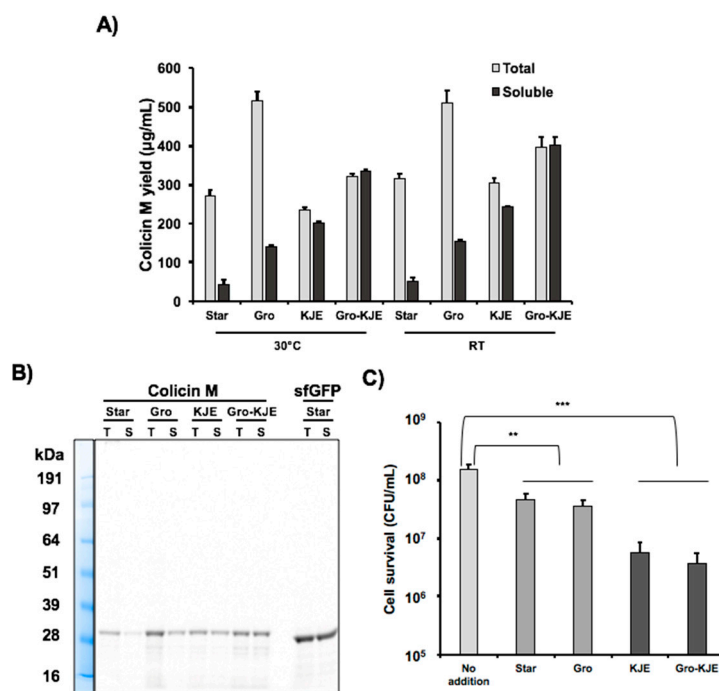 A)
Total
Soluble
Colicin M yield (µg/mL)
600
500
400
300
200
100
0
Star Gro KJE Gro-KJE Star Gro KJE Gro-KJE
30°C RT
B)
Colicin M sfGFP
Star Gro KJE Gro-KJE Star
T S T S T S T S T S
kDa
191
97
64
51
39
28
16
C)
Cell survival (CFU/mL)
10⁹
10⁸
10⁷
10⁶
10⁵
***
**
No addition Star Gro KJE Gro-KJE